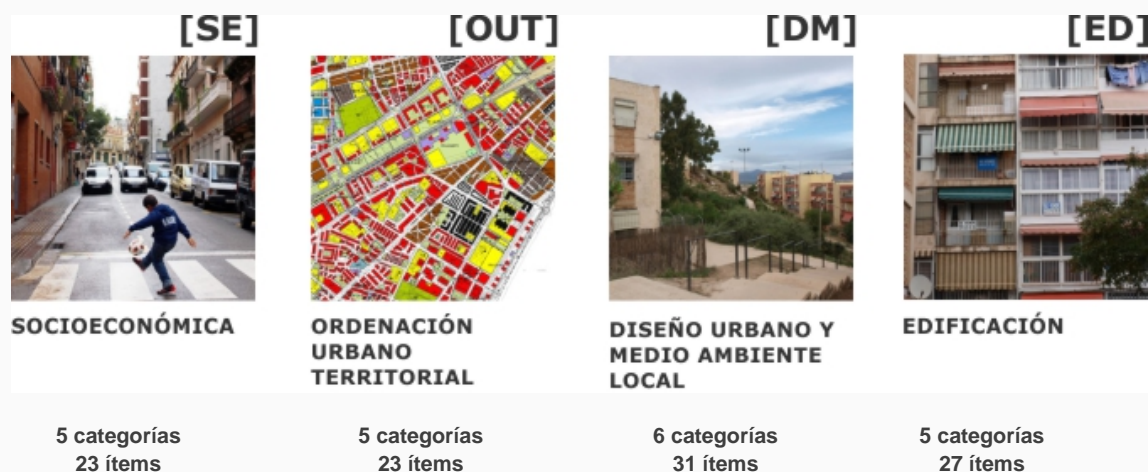 [SE]
[OUT]
[DM]
[ED]
SOCIOECONÓMICA
ORDENACIÓN
URBANO
TERRITORIAL
DISEÑO URBANO Y
MEDIO AMBIENTE
LOCAL
EDIFICACIÓN
5 categorías
23 ítems
5 categorías
23 ítems
6 categorías
31 ítems
5 categorías
27 ítems